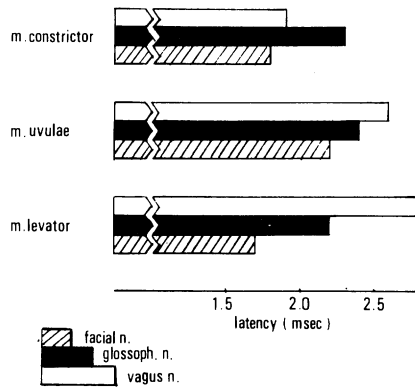 m.constrictor
m.uvulae
m.levator
1.5 2.0 2.5
latency ( msec )
facial n.
glossoph. n.
vagus n.